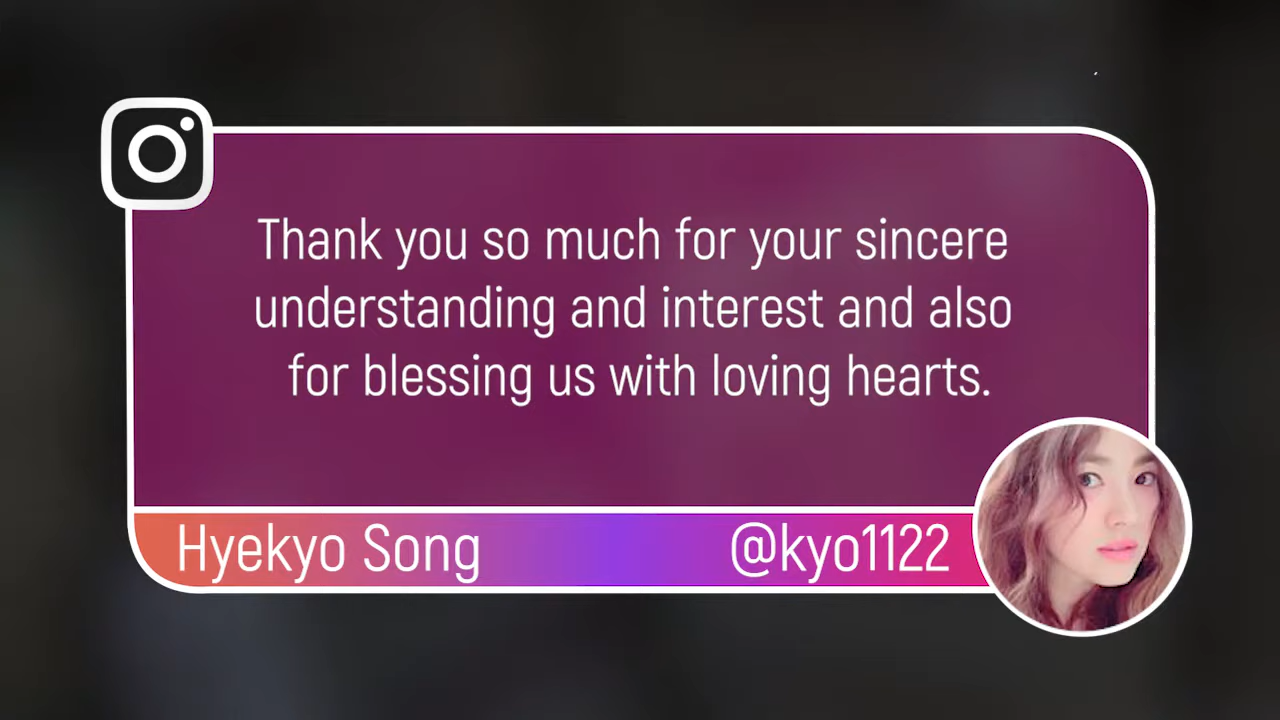 Thank you so much for your sincere
understanding and interest and also
for blessing us with loving hearts.
Hyekyo Song @kyo1122